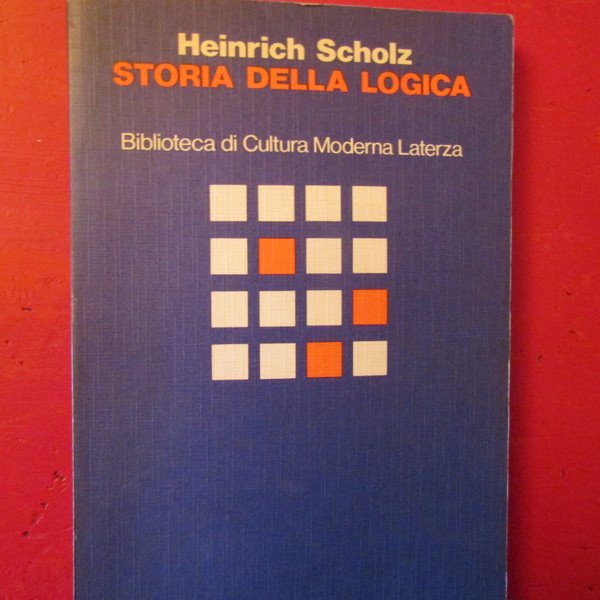 Heinrich Scholz
STORIA DELLA LOGICA
Biblioteca di Cultura Moderna Laterza